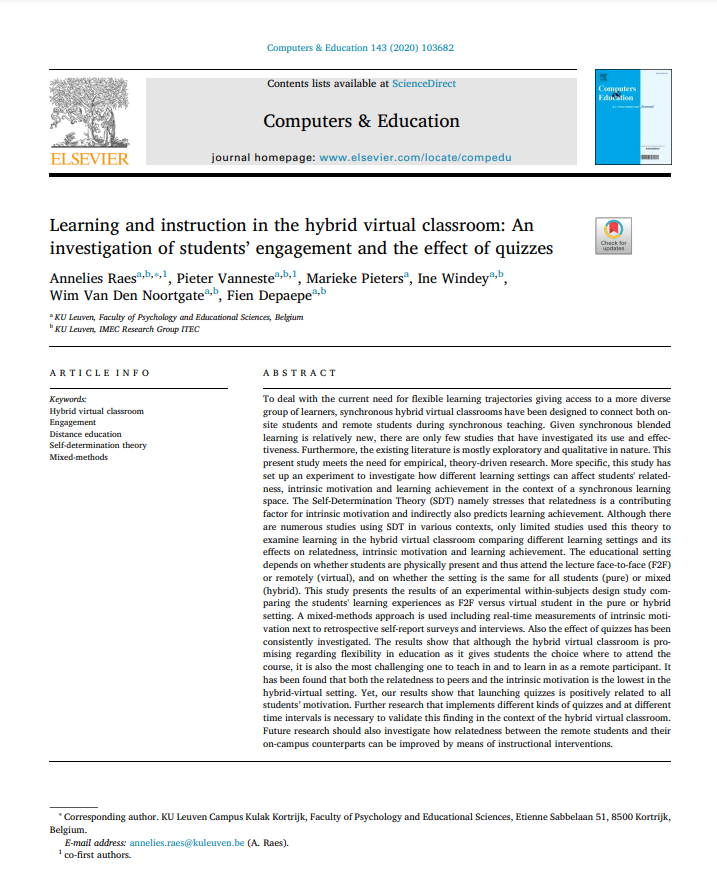 Computers & Education 143 (2020) 103682
Contents lists available at ScienceDirect
Computers & Education
journal homepage: www.elsevier.com/locate/compedu
ELSEVIER
Computers
Education
Learning and instruction in the hybrid virtual classroom: An
investigation of students’ engagement and the effect of quizzes
Check for
updates
Annelies Raesa,b,∗,1, Pieter Vannestea,b,1, Marieke Pietersa, Ine Windeya,b,
Wim Van Den Noortgatea,b, Fien Depaepea,b
a KU Leuven, Faculty of Psychology and Educational Sciences, Belgium
b KU Leuven, IMEC Research Group ITEC
ARTICLE INFO
Keywords:
Hybrid virtual classroom
Engagement
Distance education
Self-determination theory
Mixed-methods
ABSTRACT
To deal with the current need for flexible learning trajectories giving access to a more diverse
group of learners, synchronous hybrid virtual classrooms have been designed to connect both on-
site students and remote students during synchronous teaching. Given synchronous blended
learning is relatively new, there are only few studies that have investigated its use and effec-
tiveness. Furthermore, the existing literature is mostly exploratory and qualitative in nature. This
present study meets the need for empirical, theory-driven research. More specific, this study has
set up an experiment to investigate how different learning settings can affect students' related-
ness, intrinsic motivation and learning achievement in the context of a synchronous learning
space. The Self-Determination Theory (SDT) namely stresses that relatedness is a contributing
factor for intrinsic motivation and indirectly also predicts learning achievement. Although there
are numerous studies using SDT in various contexts, only limited studies used this theory to
examine learning in the hybrid virtual classroom comparing different learning settings and its
effects on relatedness, intrinsic motivation and learning achievement. The educational setting
depends on whether students are physically present and thus attend the lecture face-to-face (F2F)
or remotely (virtual), and on whether the setting is the same for all students (pure) or mixed
(hybrid). This study presents the results of an experimental within-subjects design study com-
paring the students' learning experiences as F2F versus virtual student in the pure or hybrid
setting. A mixed-methods approach is used including real-time measurements of intrinsic moti-
vation next to retrospective self-report surveys and interviews. Also the effect of quizzes has been
consistently investigated. The results show that although the hybrid virtual classroom is pro-
mising regarding flexibility in education as it gives students the choice where to attend the
course, it is also the most challenging one to teach in and to learn in as a remote participant. It
has been found that both the relatedness to peers and the intrinsic motivation is the lowest in the
hybrid-virtual setting. Yet, our results show that launching quizzes is positively related to all
students' motivation. Further research that implements different kinds of quizzes and at different
time intervals is necessary to validate this finding in the context of the hybrid virtual classroom.
Future research should also investigate how relatedness between the remote students and their
on-campus counterparts can be improved by means of instructional interventions.
∗ Corresponding author. KU Leuven Campus Kulak Kortrijk, Faculty of Psychology and Educational Sciences, Etienne Sabbelaan 51, 8500 Kortrijk,
Belgium.
E-mail address: annelies.raes@kuleuven.be (A. Raes).
1 co-first authors.